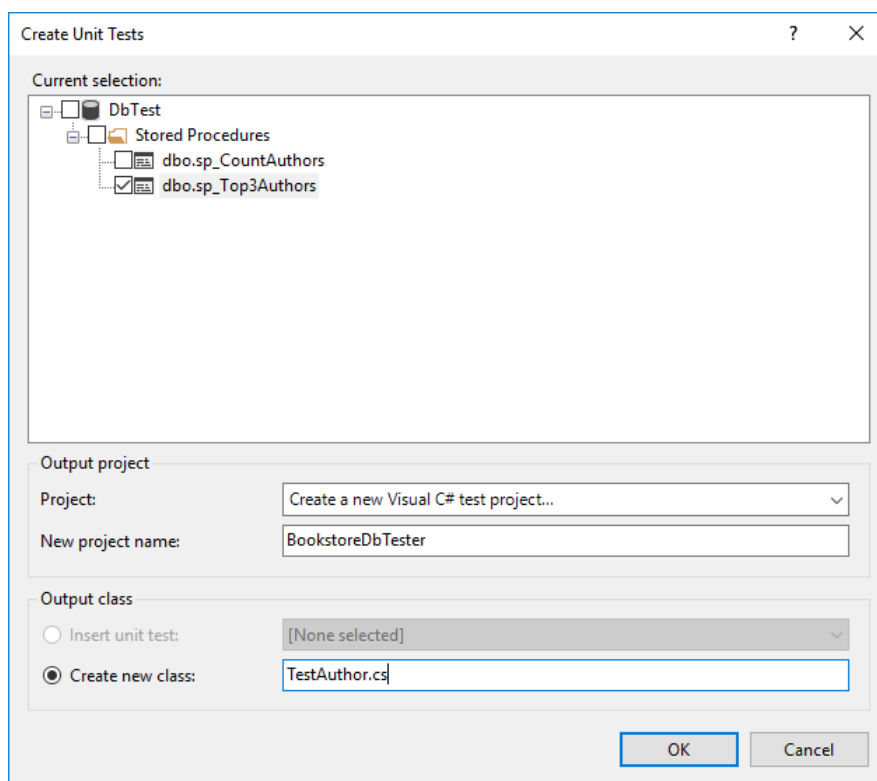 Create Unit Tests
?
Current selection:
DbTest
Stored Procedures
dbo.sp_CountAuthors
dbo.sp_Top3Authors
Output project
Project:
Create a new Visual C# test project...
New project name:
BookstoreDbTester
Output class
Insert unit test:
[None selected]
Create new class:
TestAuthor.cs
OK
Cancel